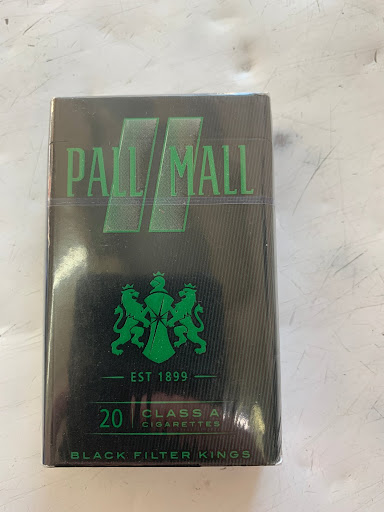 PALL MALL
EST 1899
20 CLASS A
CIGARETTES
BLACK FILTER KINGS